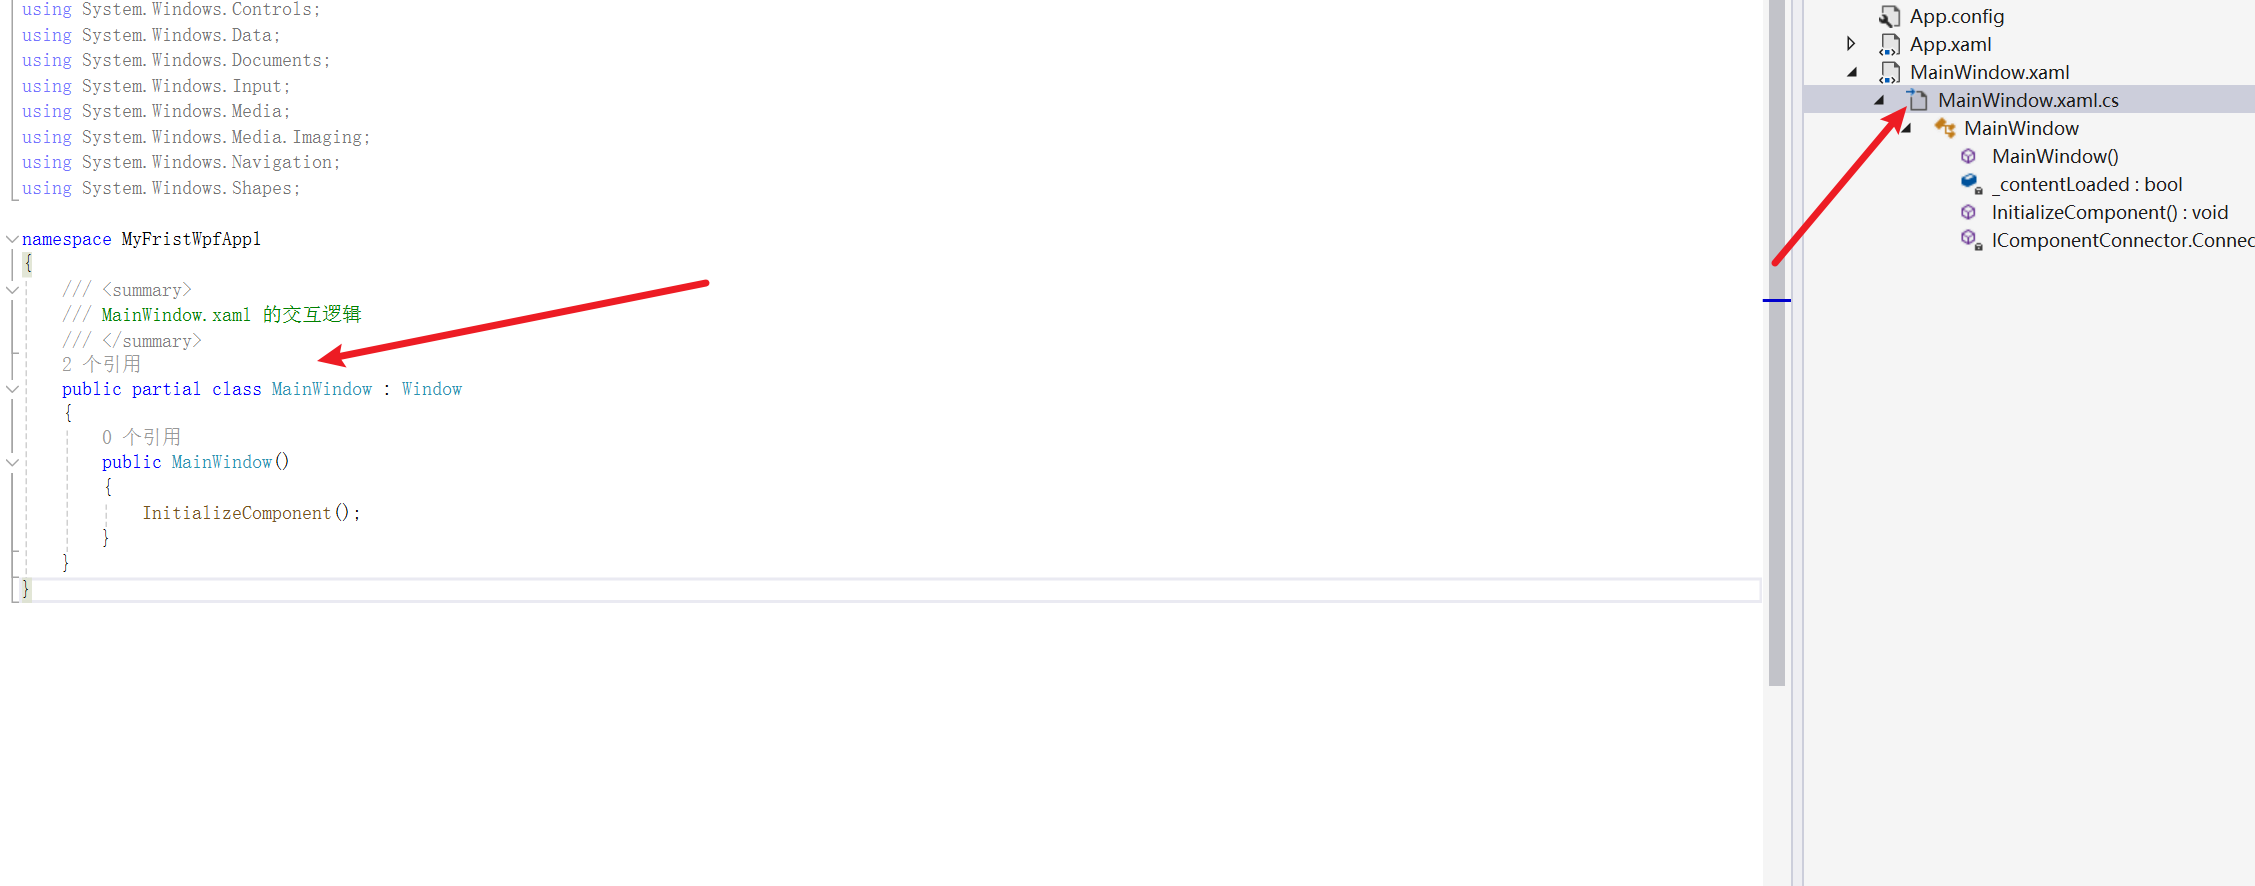 using System.Windows.Controls;
using System.Windows.Data;
using System.Windows.Documents;
using System.Windows.Input;
using System.Windows.Media;
using System.Windows.Media.Imaging;
using System.Windows.Navigation;
using System.Windows.Shapes;
namespace MyFristWpfApp1
{
/// <summary>
/// MainWindow.xaml 的交互逻辑
/// </summary>
2 个引用
public partial class MainWindow : Window
{
0 个引用
public MainWindow()
{
InitializeComponent();
}
}
}
App.config
App.xaml
MainWindow.xaml
MainWindow.xaml.cs
MainWindow
MainWindow()
_contentLoaded : bool
InitializeComponent() : void
IComponentConnector.Connec